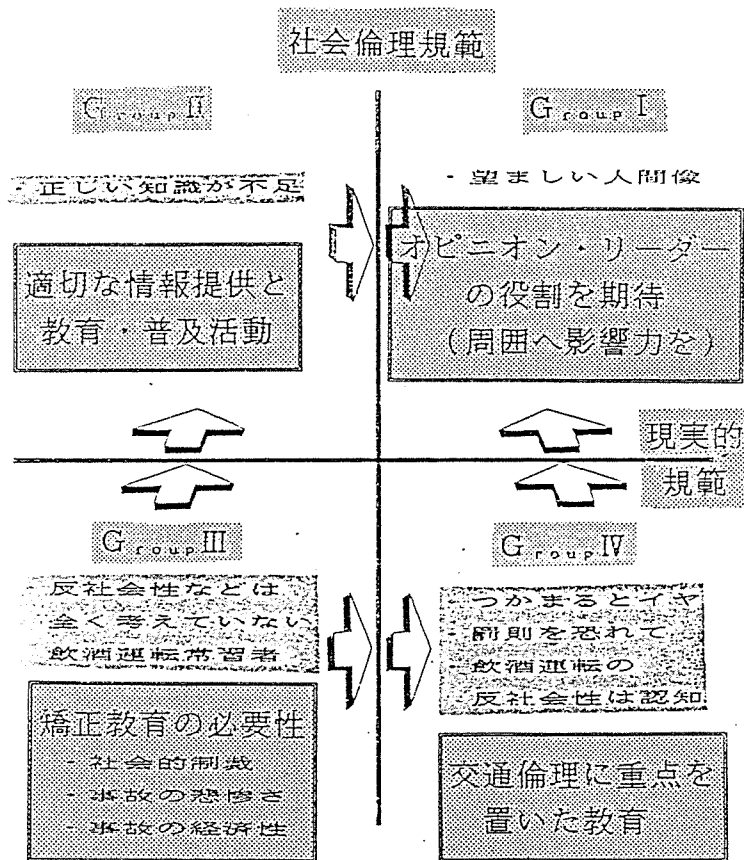 社会倫理規範
Group II
・正しい知識が不足
適切な情報提供と
教育・普及活動
Group I
・望ましい人間像
オピニオン・リーダー
の役割を期待
(周囲へ影響力を)
現実的
規範
Group III
・反社会性などは
全く考えていない
・飲酒運転常習者
矯正教育の必要性
・社会的制裁
・事故の悲惨さ
・事故の経済性
Group IV
・つかまるとイヤ
・罰則を恐れて
・飲酒運転の
反社会性は認知
交通倫理に重点を
置いた教育